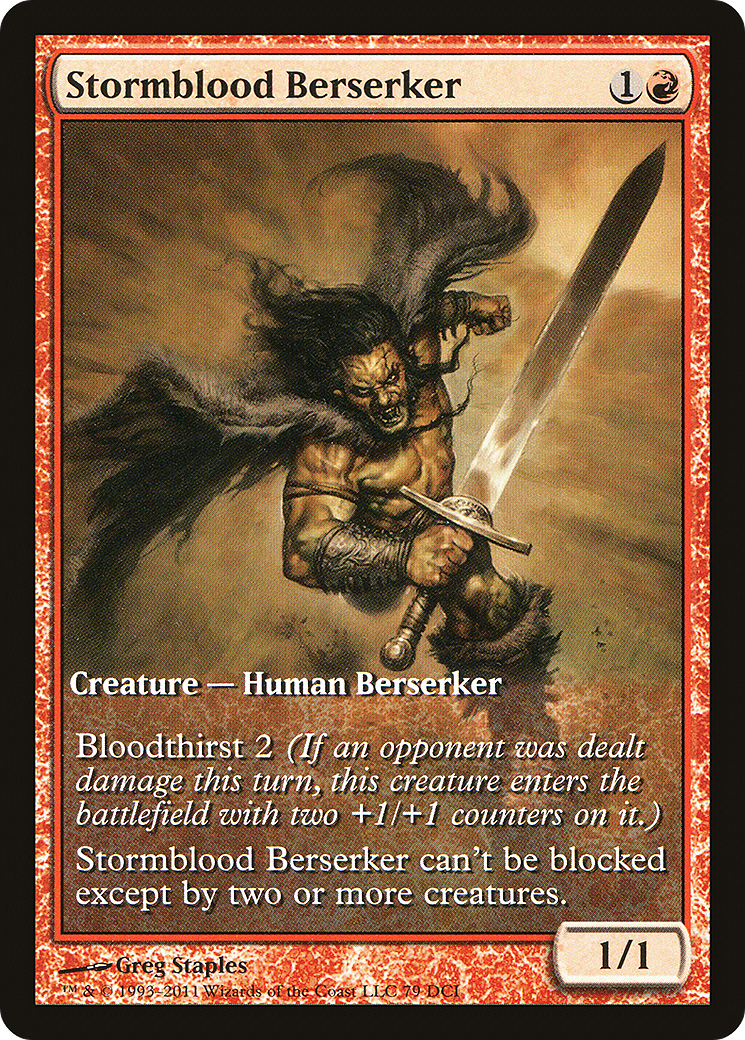 Stormblood Berserker 1
Creature — Human Berserker
Bloodthirst 2 (If an opponent was dealt
damage this turn, this creature enters the
battlefield with two +1/+1 counters on it.)
Stormblood Berserker can't be blocked
except by two or more creatures.
1/1
Greg Staples
™ & © 1993–2011 Wizards of the Coast LLC 79 DCI